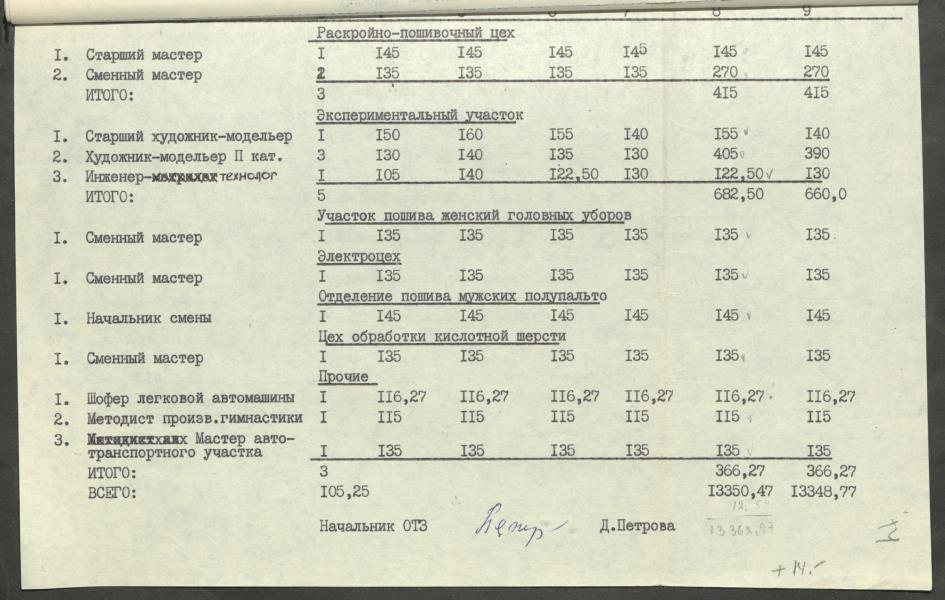 8 9
Раскройно-пошивочный цех
I. Старший мастер I I45 I45 I45 I45 I45 I45
2. Сменный мастер 2 I35 I35 I35 I35 270 270
ИТОГО: 3 4I5 4I5
Экспериментальный участок
I. Старший художник-модельер I I50 I60 I55 I40 I55 I40
2. Художник-модельер П кат. 3 I30 I40 I35 I30 405 390
3. Инженер-технолог I I05 I40 I22,50 I30 I22,50 I30
ИТОГО: 5 682,50 660,0
Участок пошива женский головных уборов
I. Сменный мастер I I35 I35 I35 I35 I35 I35
Электроцех
I. Сменный мастер I I35 I35 I35 I35 I35 I35
Отделение пошива мужских полупальто
I. Начальник смены I I45 I45 I45 I45 I45 I45
Цех обработки кислотной шерсти
I. Сменный мастер I I35 I35 I35 I35 I35 I35
Прочие
I. Шофер легковой автомашины I II6,27 II6,27 II6,27 II6,27 II6,27 II6,27
2. Методист произв.гимнастики I II5 II5 II5 II5 II5 II5
3. Мастер авто-
транспортного участка I I35 I35 I35 I35 I35 I35
ИТОГО: 3 366,27 366,27
ВСЕГО: I05,25 I3350,47 I3348,77
Начальник ОТЗ Д.Петрова
+ 14.-